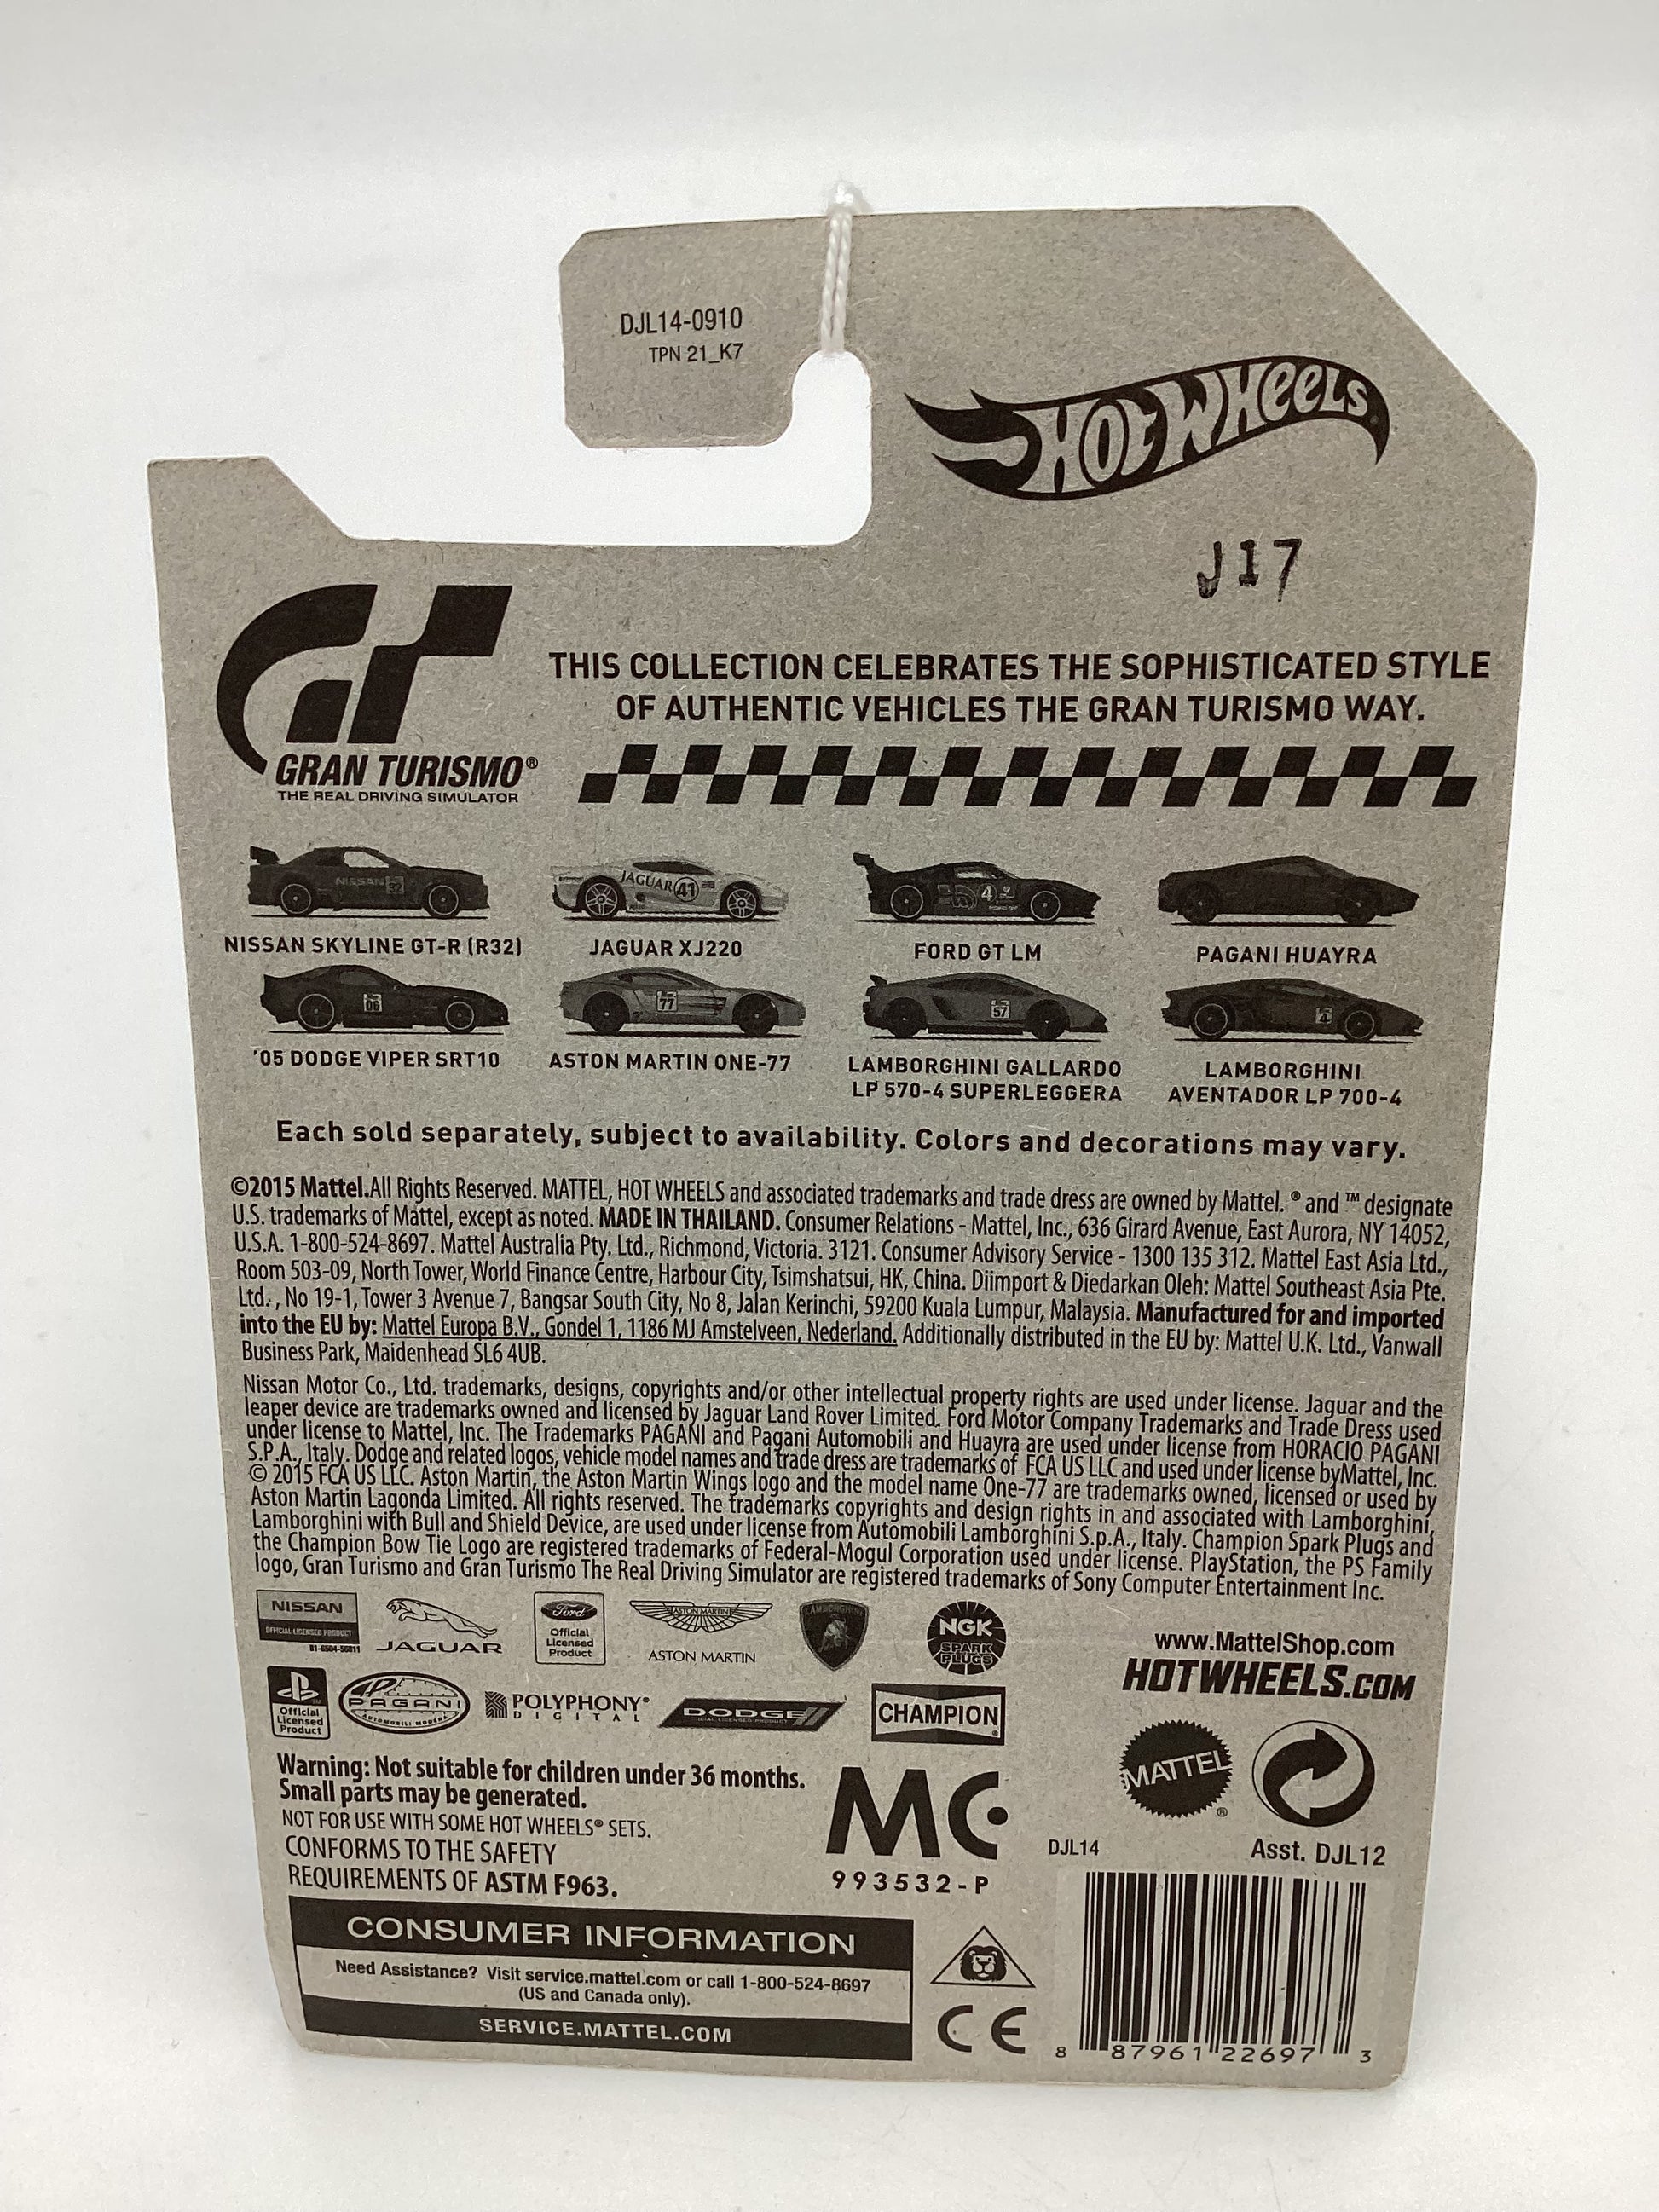 DJL14-0910
TPN 21_K7
HOT WHEELS
J17
GRAN TURISMO®
THE REAL DRIVING SIMULATOR
THIS COLLECTION CELEBRATES THE SOPHISTICATED STYLE
OF AUTHENTIC VEHICLES THE GRAN TURISMO WAY.
NISSAN 32
JAGUAR 41
4
NISSAN SKYLINE GT-R (R32)
JAGUAR XJ220
FORD GT LM
PAGANI HUAYRA
06
77
57
4
'05 DODGE VIPER SRT10
ASTON MARTIN ONE-77
LAMBORGHINI GALLARDO
LP 570-4 SUPERLEGGERA
LAMBORGHINI
AVENTADOR LP 700-4
Each sold separately, subject to availability. Colors and decorations may vary.
©2015 Mattel.All Rights Reserved. MATTEL, HOT WHEELS and associated trademarks and trade dress are owned by Mattel. ® and ™ designate
U.S. trademarks of Mattel, except as noted. MADE IN THAILAND. Consumer Relations - Mattel, Inc., 636 Girard Avenue, East Aurora, NY 14052,
U.S.A. 1-800-524-8697. Mattel Australia Pty. Ltd., Richmond, Victoria. 3121. Consumer Advisory Service - 1300 135 312. Mattel East Asia Ltd.,
Room 503-09, North Tower, World Finance Centre, Harbour City, Tsimshatsui, HK, China. Diimport & Diedarkan Oleh: Mattel Southeast Asia Pte.
Ltd. , No 19-1, Tower 3 Avenue 7, Bangsar South City, No 8, Jalan Kerinchi, 59200 Kuala Lumpur, Malaysia. Manufactured for and imported
into the EU by: Mattel Europa B.V., Gondel 1, 1186 MJ Amstelveen, Nederland. Additionally distributed in the EU by: Mattel U.K. Ltd., Vanwall
Business Park, Maidenhead SL6 4UB.
Nissan Motor Co., Ltd. trademarks, designs, copyrights and/or other intellectual property rights are used under license. Jaguar and the
leaper device are trademarks owned and licensed by Jaguar Land Rover Limited. Ford Motor Company Trademarks and Trade Dress used
under license to Mattel, Inc. The Trademarks PAGANI and Pagani Automobili and Huayra are used under license from HORACIO PAGANI
S.P.A., Italy. Dodge and related logos, vehicle model names and trade dress are trademarks of FCA US LLC and used under license byMattel, Inc.
© 2015 FCA US LLC. Aston Martin, the Aston Martin Wings logo and the model name One-77 are trademarks owned, licensed or used by
Aston Martin Lagonda Limited. All rights reserved. The trademarks copyrights and design rights in and associated with Lamborghini,
Lamborghini with Bull and Shield Device, are used under license from Automobili Lamborghini S.p.A., Italy. Champion Spark Plugs and
the Champion Bow Tie Logo are registered trademarks of Federal-Mogul Corporation used under license. PlayStation, the PS Family
logo, Gran Turismo and Gran Turismo The Real Driving Simulator are registered trademarks of Sony Computer Entertainment Inc.
NISSAN
OFFICIAL LICENSED PRODUCT
JAGUAR
Ford
Official
Licensed
Product
ASTON MARTIN
ASTON MARTIN
LAMBORGHINI
NGK
SPARK
PLUGS
www.MattelShop.com
HOTWHEELS.COM
Official
Licensed
Product
PAGANI
AUTOMOBILI MODENA
POLYPHONY®
DIGITAL
DODGE
CHAMPION
MATTEL
Warning: Not suitable for children under 36 months.
Small parts may be generated.
NOT FOR USE WITH SOME HOT WHEELS® SETS.
CONFORMS TO THE SAFETY
REQUIREMENTS OF ASTM F963.
MC
993532-P
DJL14
Asst. DJL12
CONSUMER INFORMATION
Need Assistance? Visit service.mattel.com or call 1-800-524-8697
(US and Canada only).
SERVICE.MATTEL.COM
CE
8 87961 22697 3